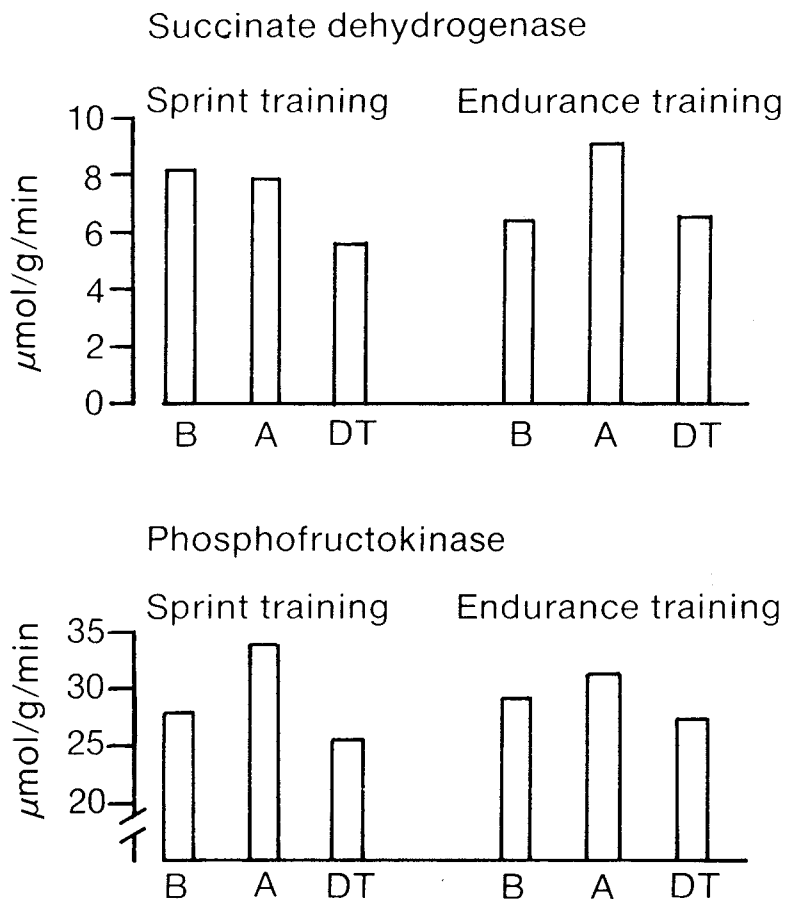 Succinate dehydrogenase
Sprint training Endurance training
10
8
6
4
2
0
μmol/g/min
B A DT B A DT
Phosphofructokinase
Sprint training Endurance training
35
30
25
20
μmol/g/min
B A DT B A DT